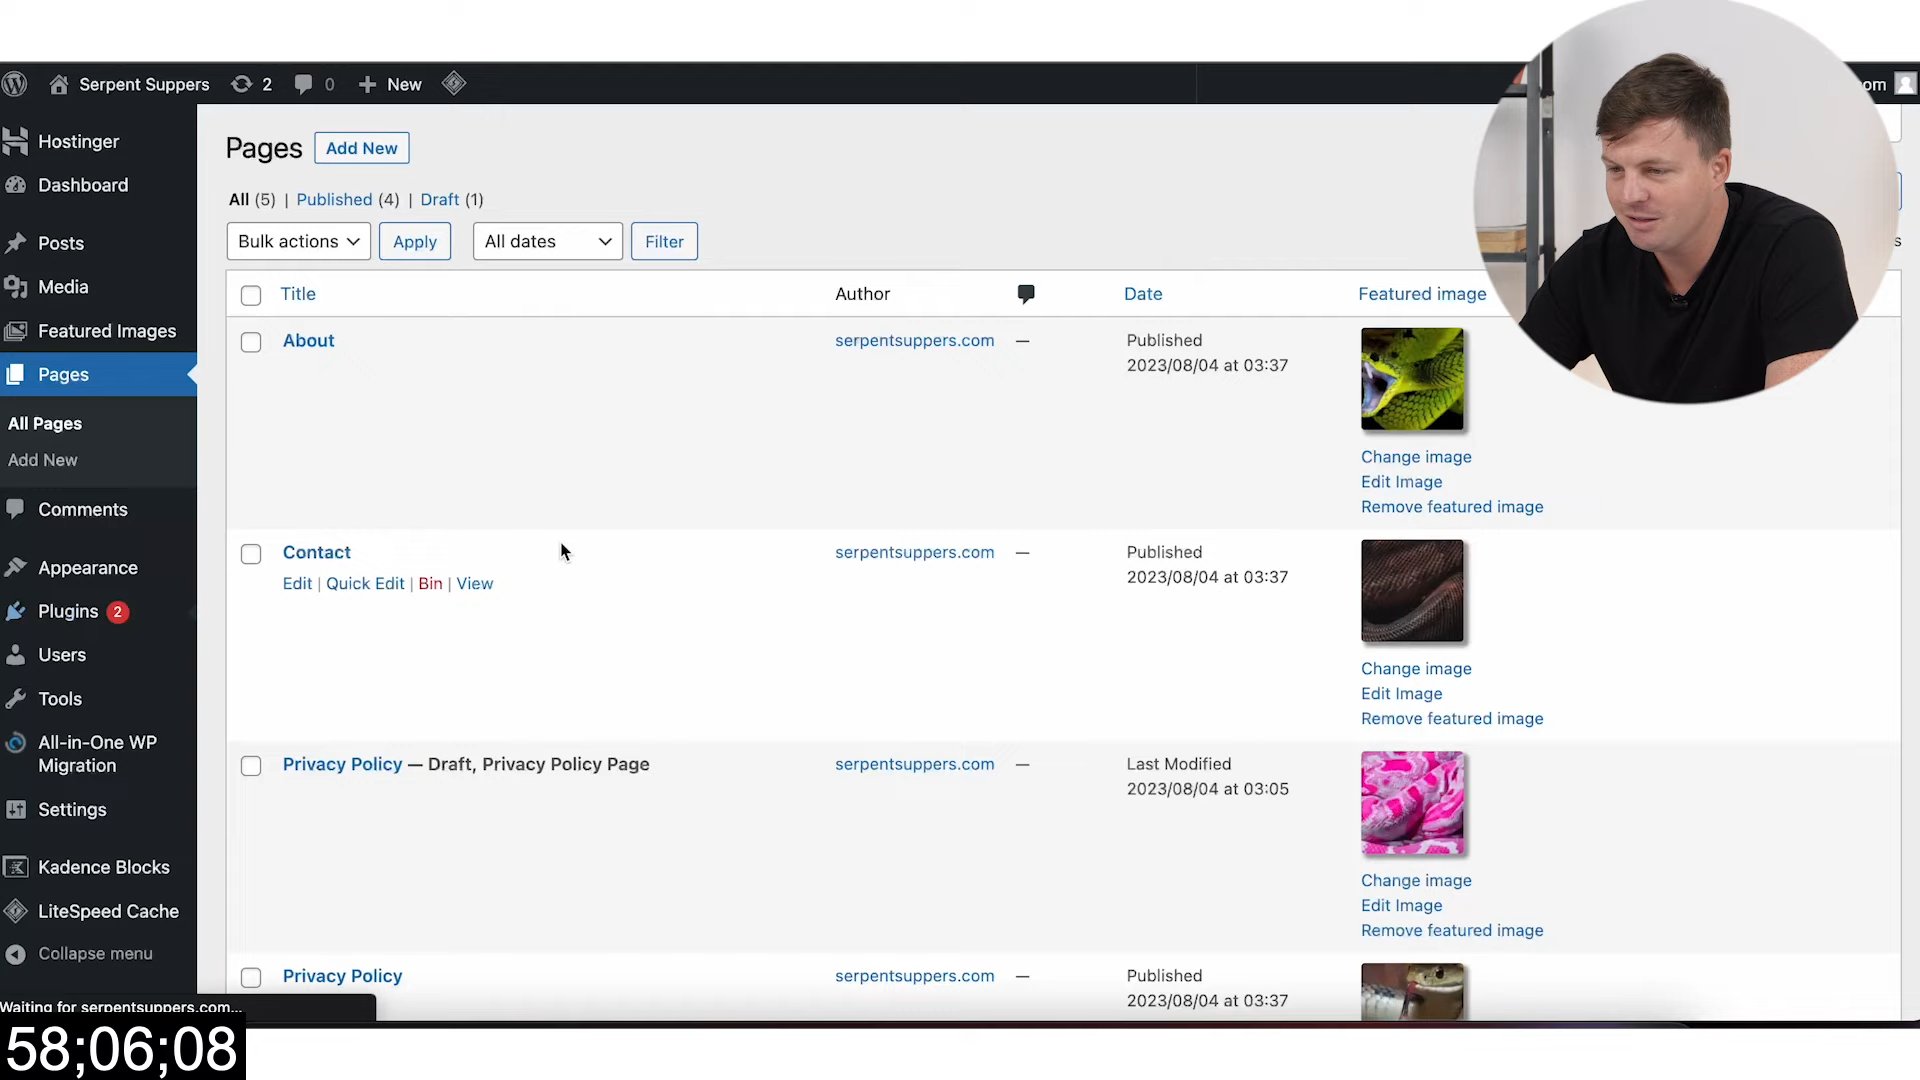 Serpent Suppers 2 0 New om
Hostinger
Dashboard
Posts
Media
Featured Images
Pages
All Pages
Add New
Comments
Appearance
Plugins 2
Users
Tools
All-in-One WP
Migration
Settings
Kadence Blocks
LiteSpeed Cache
Collapse menu
Waiting for serpentsuppers.com...
58;06;08
Pages Add New
All (5) | Published (4) | Draft (1)
Bulk actions Apply All dates Filter
s
Title Author Date Featured image
About serpentsuppers.com — Published
2023/08/04 at 03:37
Change image
Edit Image
Remove featured image
Contact serpentsuppers.com — Published
Edit | Quick Edit | Bin | View 2023/08/04 at 03:37
Change image
Edit Image
Remove featured image
Privacy Policy — Draft, Privacy Policy Page serpentsuppers.com — Last Modified
2023/08/04 at 03:05
Change image
Edit Image
Remove featured image
Privacy Policy serpentsuppers.com — Published
2023/08/04 at 03:37